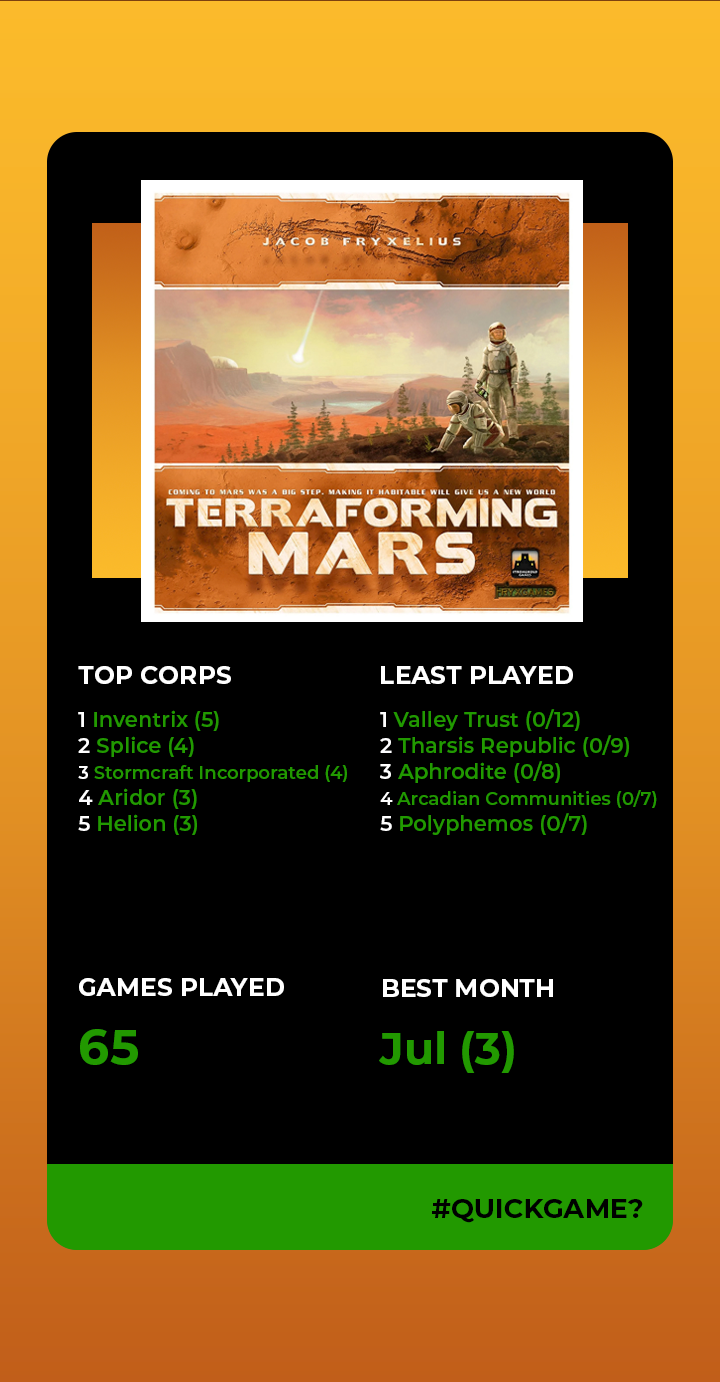 JACOB FRYXELIUS
COMING TO MARS WAS A BIG STEP. MAKING IT HABITABLE WILL GIVE US A NEW WORLD
TERRAFORMING
MARS
TOP CORPS
1 Inventrix (5)
2 Splice (4)
3 Stormcraft Incorporated (4)
4 Aridor (3)
5 Helion (3)
LEAST PLAYED
1 Valley Trust (0/12)
2 Tharsis Republic (0/9)
3 Aphrodite (0/8)
4 Arcadian Communities (0/7)
5 Polyphemos (0/7)
GAMES PLAYED
65
BEST MONTH
Jul (3)
#QUICKGAME?